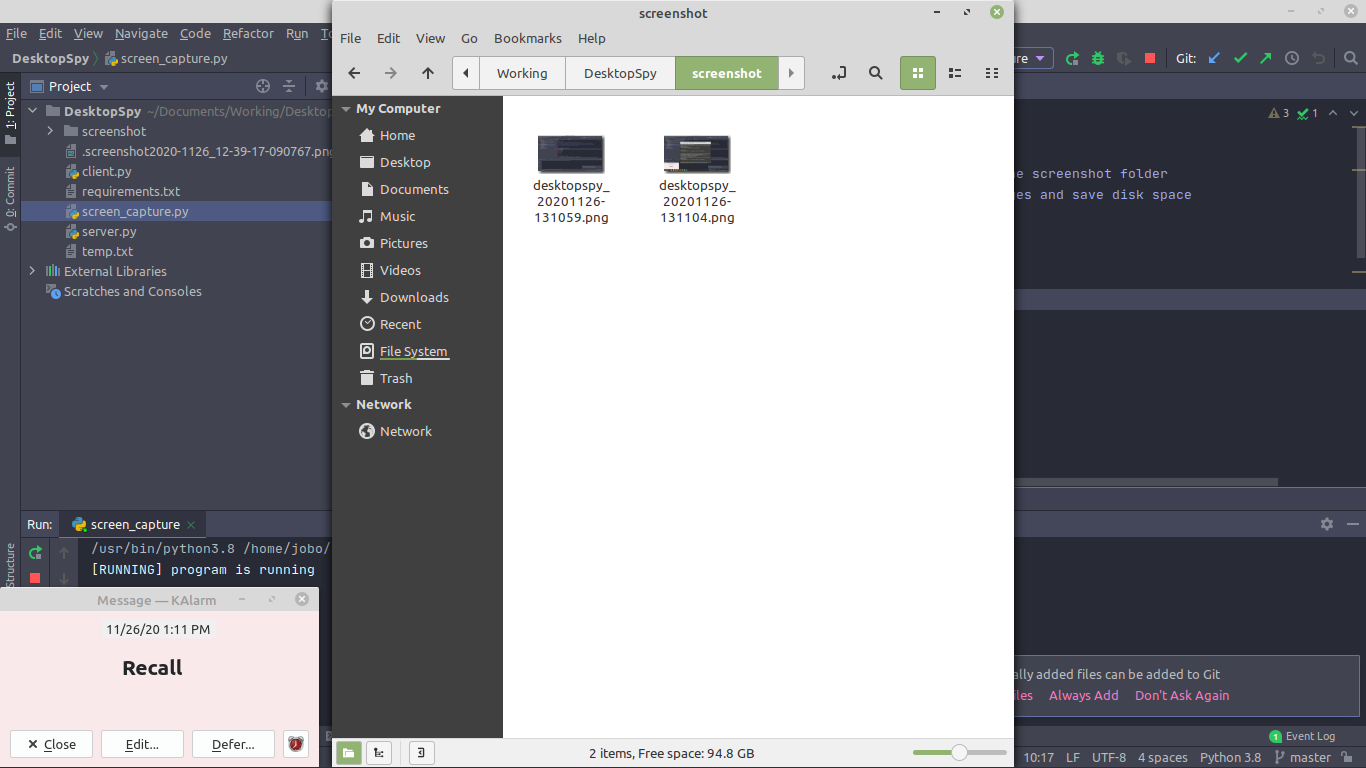 File Edit View Navigate Code Refactor Run
DesktopSpy
screen_capture.py
Git:
1: Project
0: Commit
Structure
Project
DesktopSpy ~/Documents/Working/Desktop
screenshot
.screenshot2020-1126_12-39-17-090767.png
client.py
requirements.txt
screen_capture.py
server.py
temp.txt
External Libraries
Scratches and Consoles
3
1
screenshot folder
and save disk space
screenshot
File Edit View Go Bookmarks Help
Working DesktopSpy screenshot
My Computer
Home
Desktop
Documents
Music
Pictures
Videos
Downloads
Recent
File System
Trash
Network
Network
desktopspy_
20201126-
131059.png
desktopspy_
20201126-
131104.png
2 items, Free space: 94.8 GB
Run: screen_capture
/usr/bin/python3.8 /home/jobo/
[RUNNING] program is running
Message — KAlarm
11/26/20 1:11 PM
Recall
Close Edit... Defer...
added files can be added to Git
Always Add Don't Ask Again
1 Event Log
10:17 LF UTF-8 4 spaces Python 3.8 master